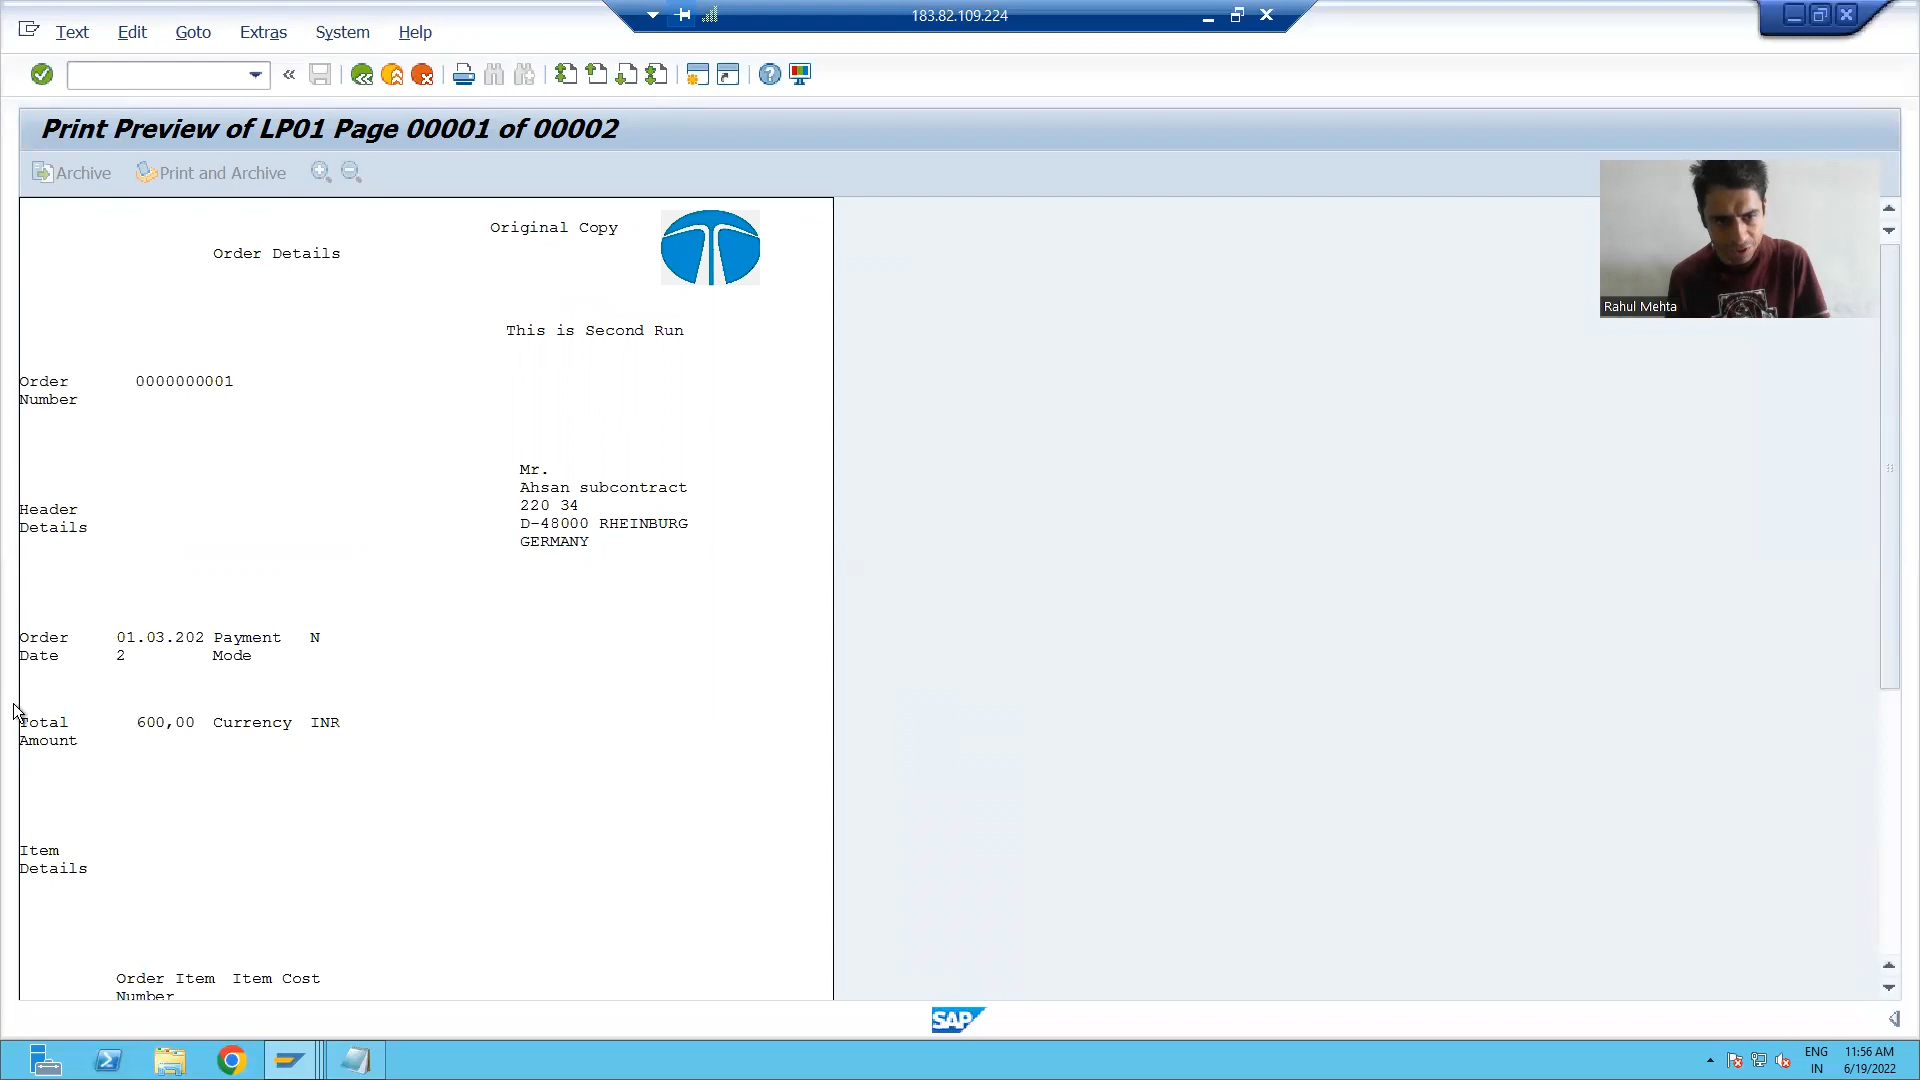 183.82.109.224
Text Edit Goto Extras System Help
Print Preview of LP01 Page 00001 of 00002
Archive Print and Archive
Rahul Mehta
Original Copy
Order Details
This is Second Run
Order 0000000001
Number
Mr.
Ahsan subcontract
220 34
D-48000 RHEINBURG
GERMANY
Header
Details
Order 01.03.202 Payment N
Date 2 Mode
Total 600,00 Currency INR
Amount
Item
Details
Order Item Item Cost
Number
SAP
ENG 11:56 AM
IN 6/19/2022